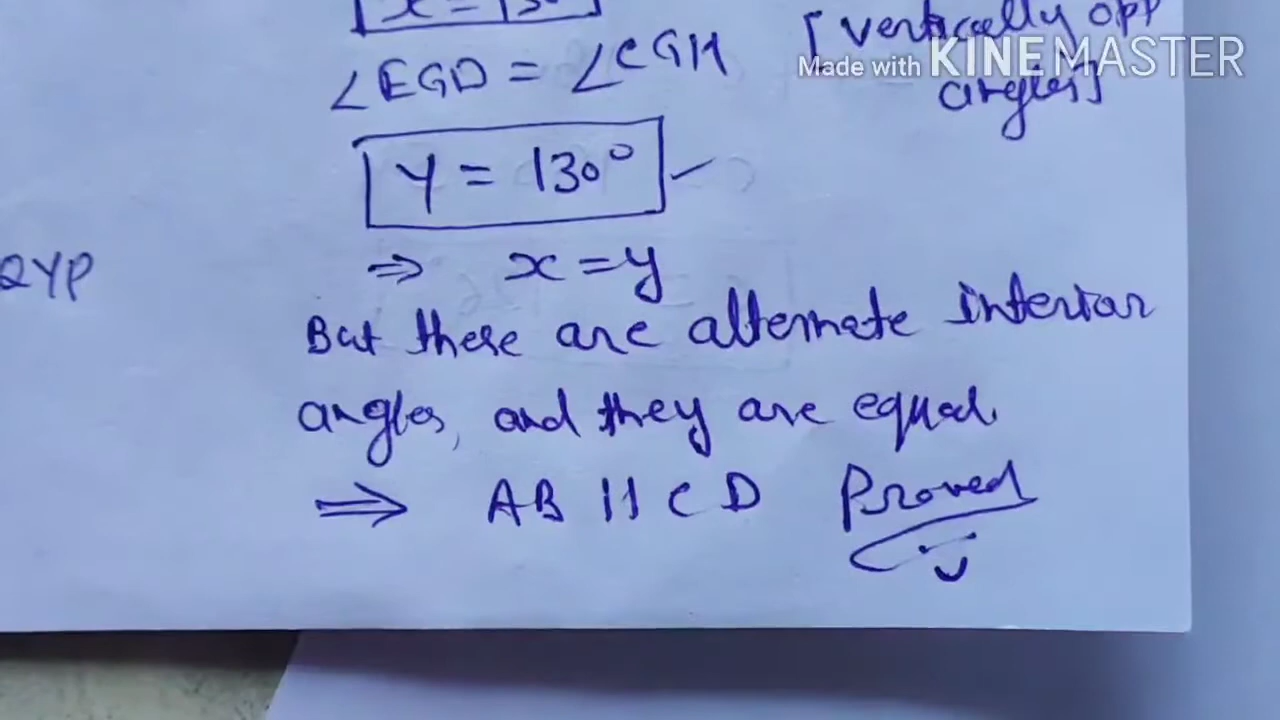 x = 130
∠EGD = ∠CGH [vertically opp
angles]
Made with KINEMASTER
Y = 130°
⇒ x = y
QYP
But these are alternate interior
angles, and they are equal.
⇒ AB || CD Proved